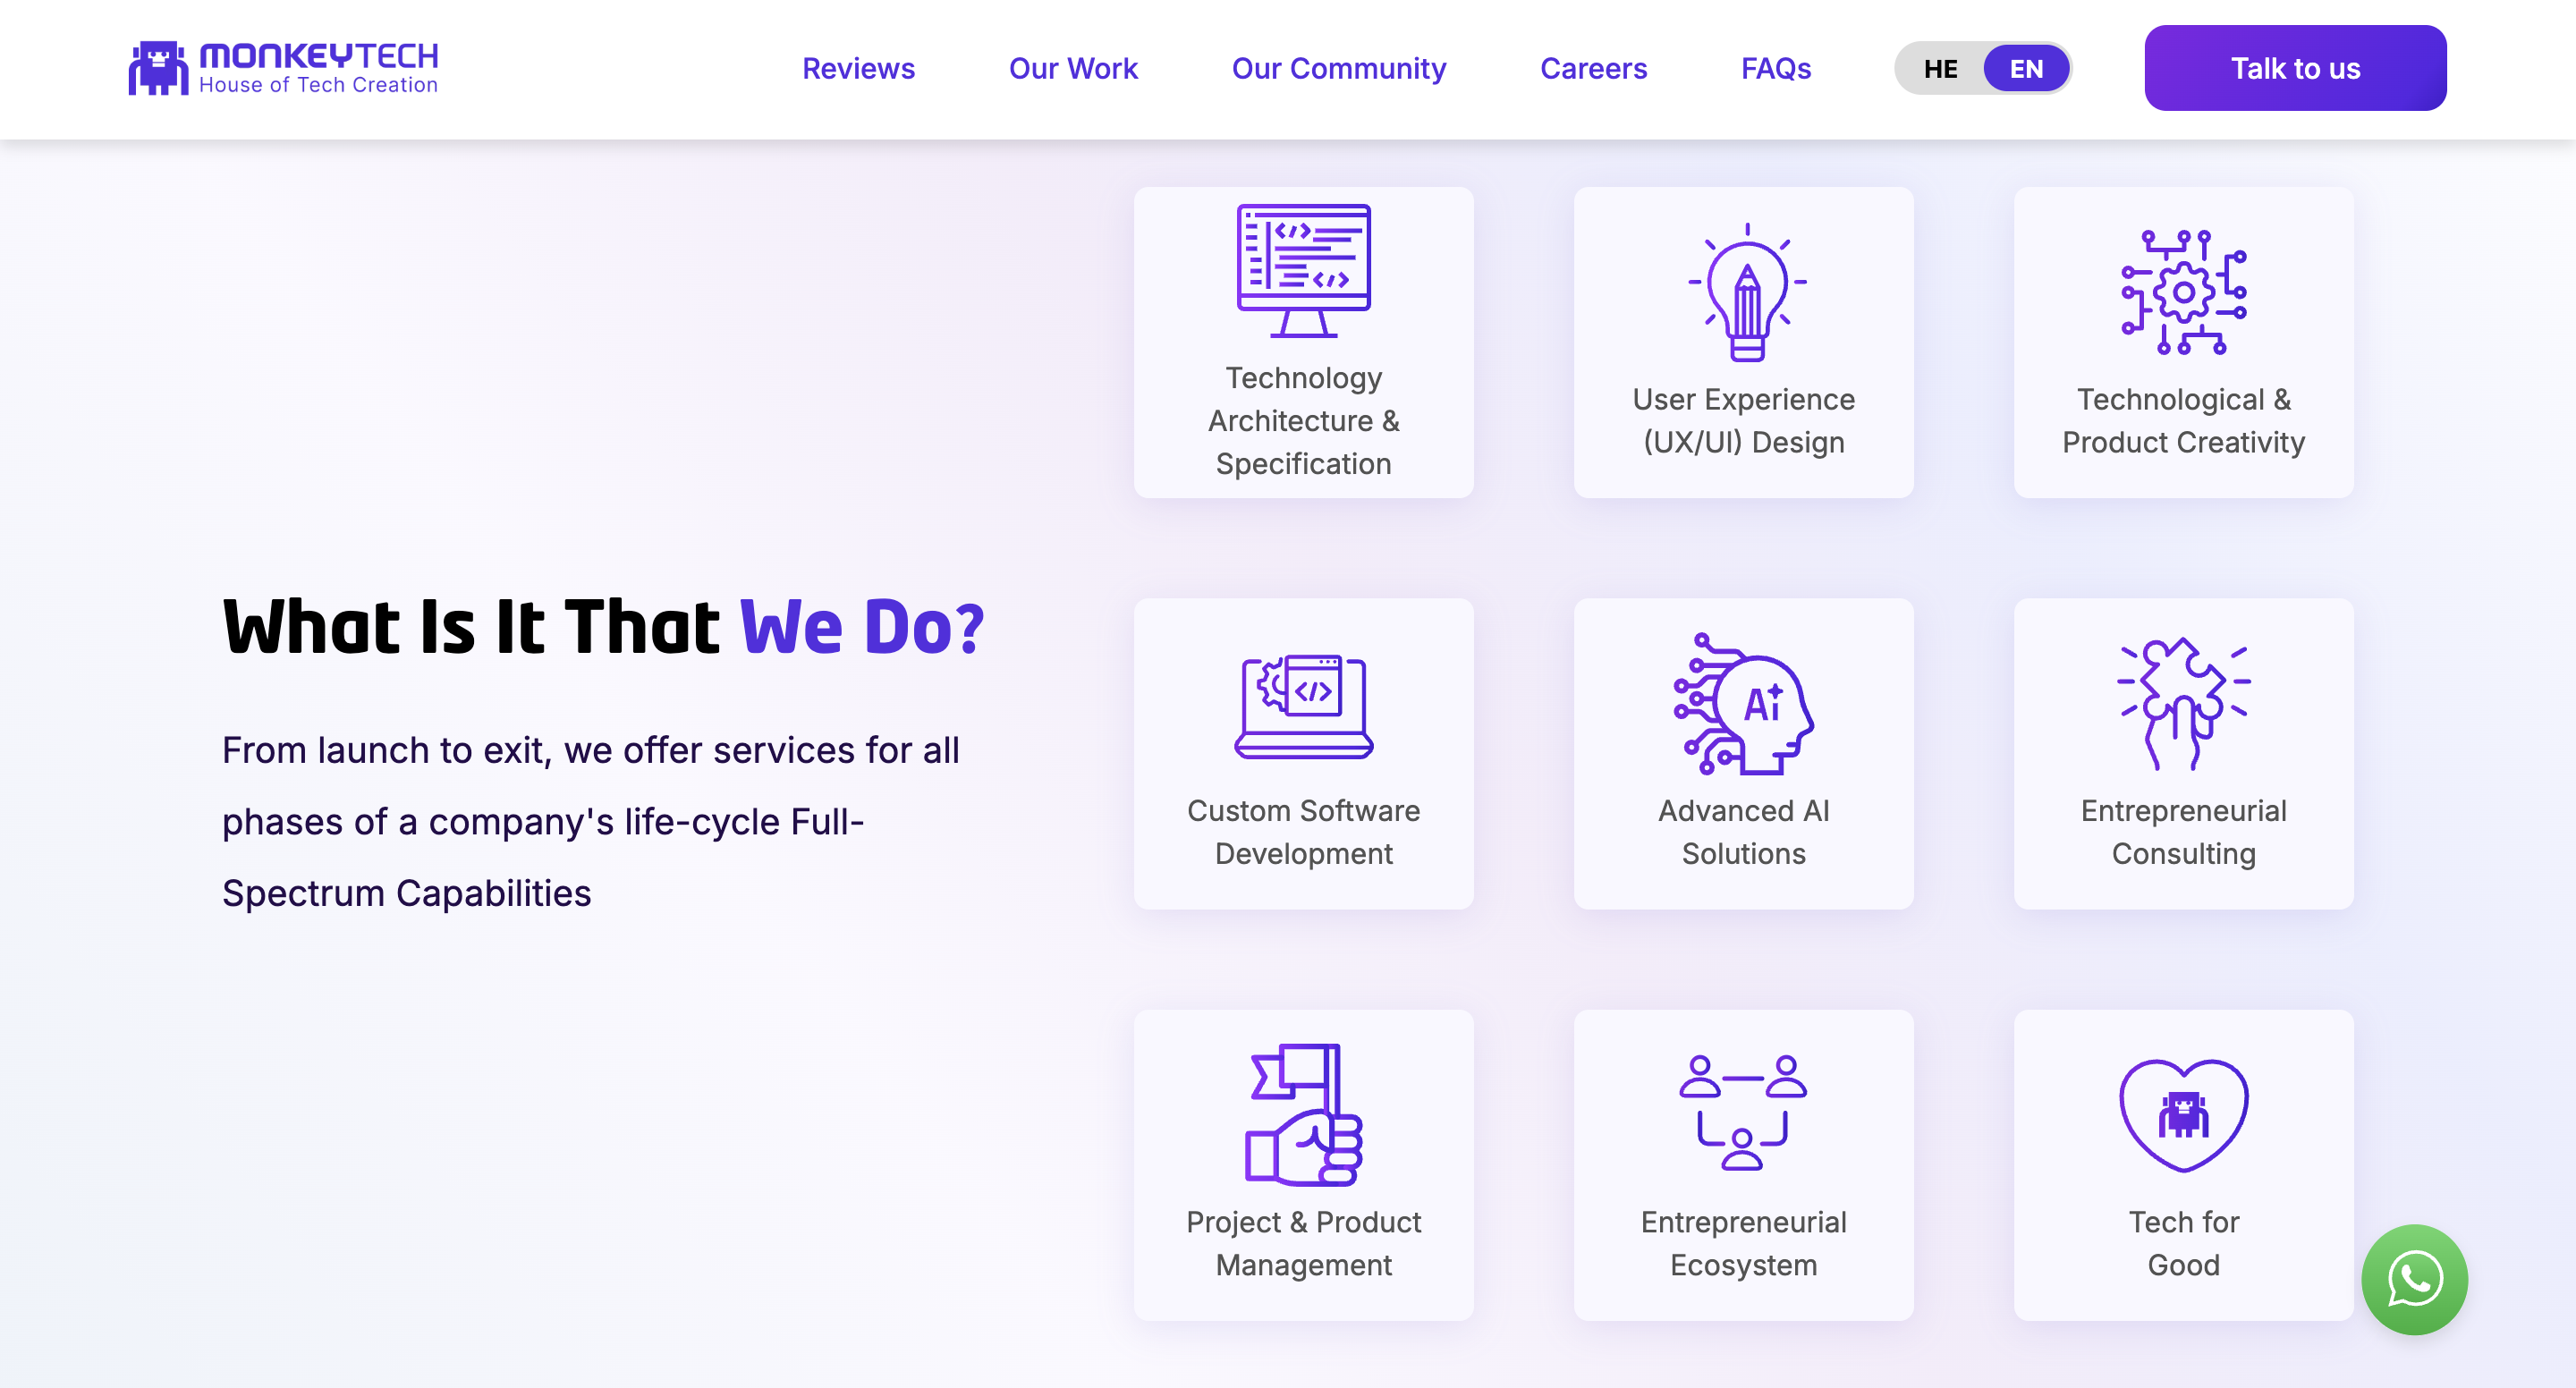 MONKEYTECH
House of Tech Creation
Reviews
Our Work
Our Community
Careers
FAQs
HE
EN
Talk to us
What Is It That We Do?
From launch to exit, we offer services for all
phases of a company's life-cycle Full-
Spectrum Capabilities
Technology
Architecture &
Specification
User Experience
(UX/UI) Design
Technological &
Product Creativity
Custom Software
Development
Ai
Advanced AI
Solutions
Entrepreneurial
Consulting
Project & Product
Management
Entrepreneurial
Ecosystem
Tech for
Good